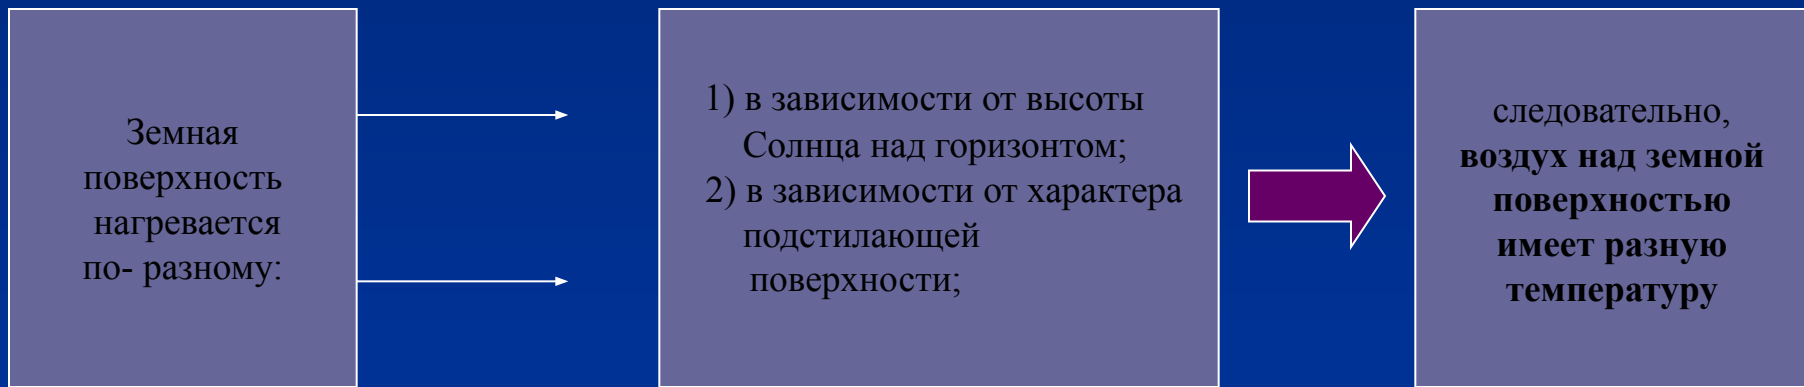 Земная
поверхность
нагревается
по- разному:
1) в зависимости от высоты
Солнца над горизонтом;
2) в зависимости от характера
подстилающей
поверхности;
следовательно,
воздух над земной
поверхностью
имеет разную
температуру